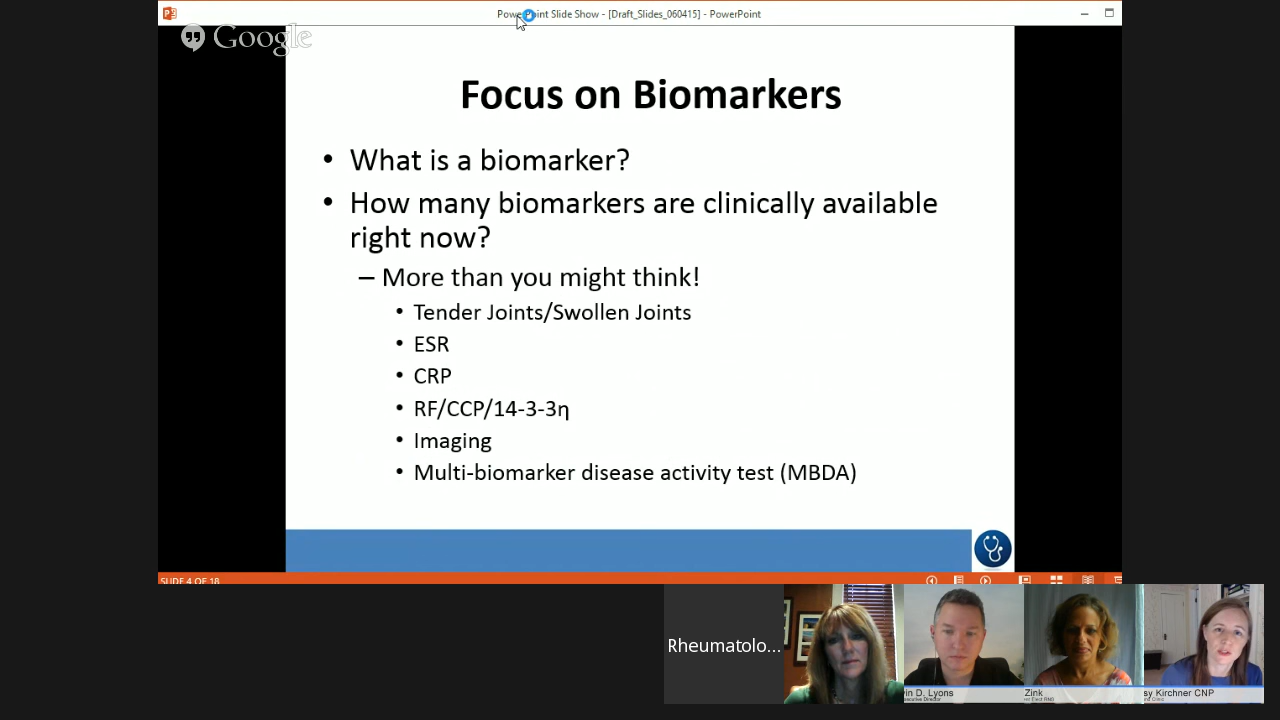 PowerPoint Slide Show - [Draft_Slides_060415] - PowerPoint
Google
Focus on Biomarkers
• What is a biomarker?
• How many biomarkers are clinically available
right now?
– More than you might think!
• Tender Joints/Swollen Joints
• ESR
• CRP
• RF/CCP/14-3-3η
• Imaging
• Multi-biomarker disease activity test (MBDA)
SLIDE 4 OF 18
Rheumatolo...
vin D. Lyons
Zink
sy Kirchner CNP